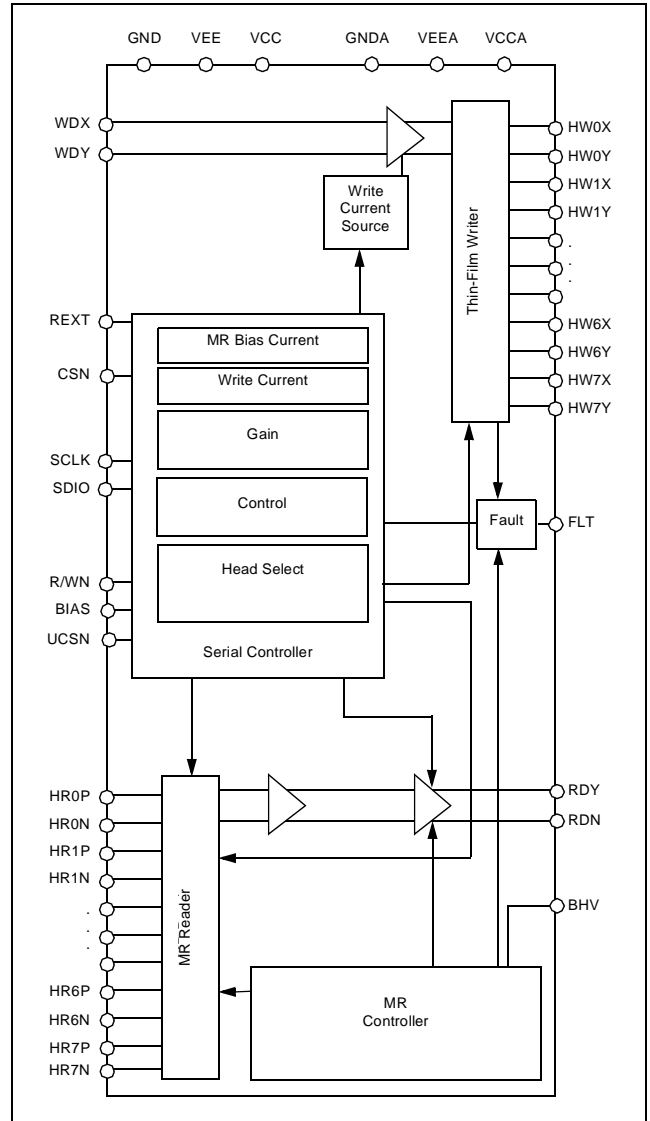 GND VEE VCC GNDA VEEA VCCA
WDX
WDY
Write
Current
Source
Thin-Film Writer
HW0X
HW0Y
HW1X
HW1Y
.
.
.
HW6X
HW6Y
HW7X
HW7Y
REXT
CSN
SCLK
SDIO
R/WN
BIAS
UCSN
MR Bias Current
Write Current
Gain
Control
Head Select
Serial Controller
Fault
FLT
HR0P
HR0N
HR1P
HR1N
.
.
.
HR6P
HR6N
HR7P
HR7N
MR Reader
RDY
RDN
BHV
MR
Controller